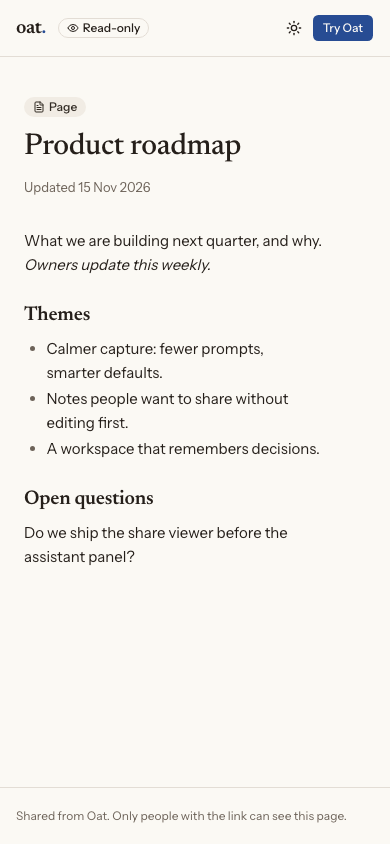 oat.
Read-only
Try Oat
Page
Product roadmap
Updated 15 Nov 2026
What we are building next quarter, and why.
Owners update this weekly.
Themes
Calmer capture: fewer prompts,
smarter defaults.
Notes people want to share without
editing first.
A workspace that remembers decisions.
Open questions
Do we ship the share viewer before the
assistant panel?
Shared from Oat. Only people with the link can see this page.